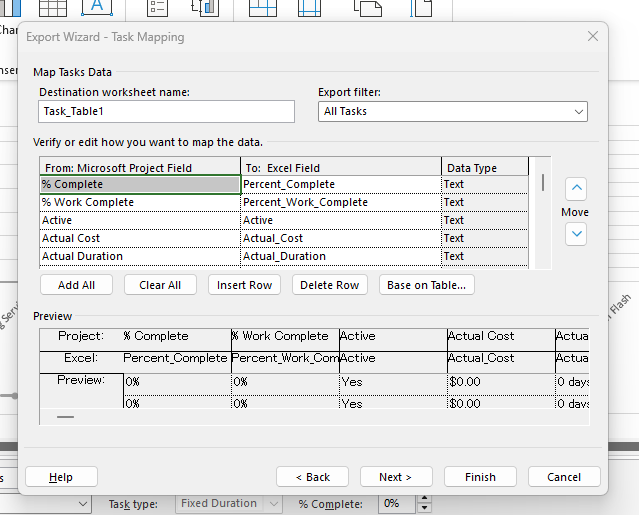 Export Wizard - Task Mapping
Map Tasks Data
Destination worksheet name: Export filter:
Task_Table1 All Tasks
Verify or edit how you want to map the data.
From: Microsoft Project Field To: Excel Field Data Type
% Complete Percent_Complete Text
% Work Complete Percent_Work_Complete Text
Active Active Text
Actual Cost Actual_Cost Text
Actual Duration Actual_Duration Text
Move
Add All Clear All Insert Row Delete Row Base on Table...
Preview
Project: % Complete % Work Complete Active Actual Cost Actua
Excel: Percent_Complete Percent_Work_Com Active Actual_Cost Actua
Preview: 0% 0% Yes $0.00 0 days
0% 0% Yes $0.00 0 days
Help < Back Next > Finish Cancel
Task type: Fixed Duration % Complete: 0%
Flash